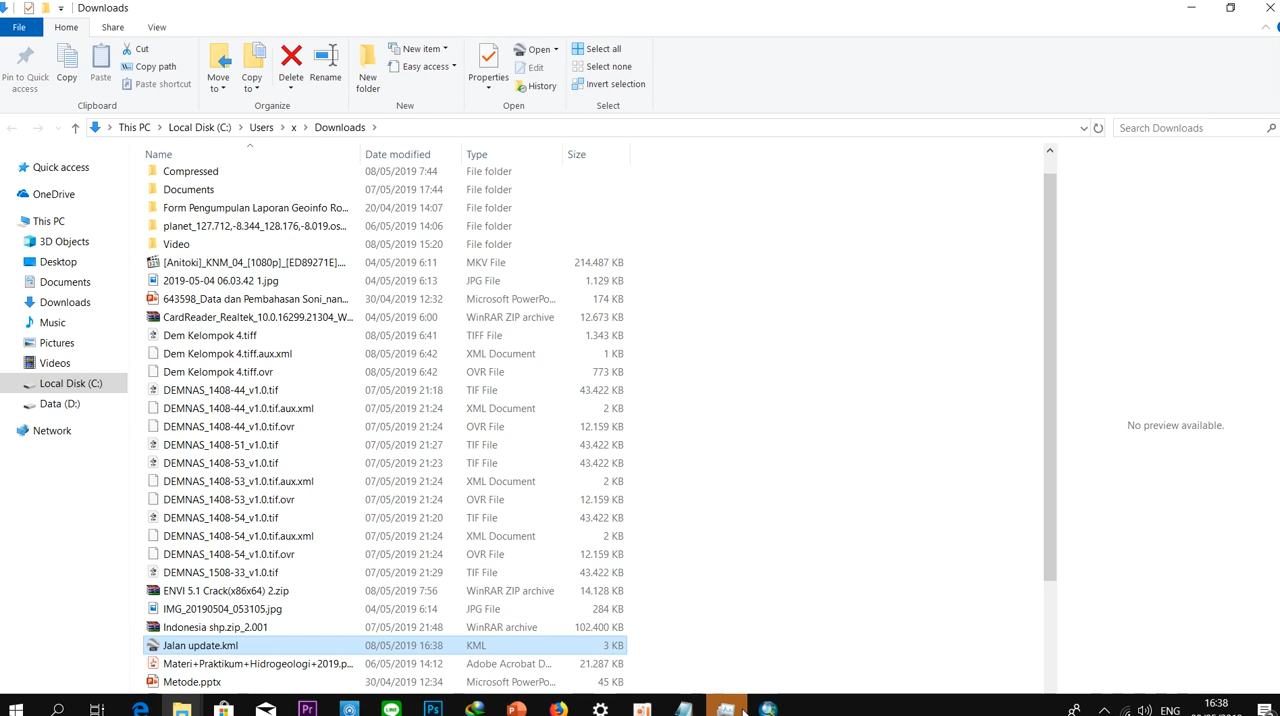 Downloads
File Home Share View
Pin to Quick access
Copy
Paste
Cut
Copy path
Paste shortcut
Clipboard
Move to
Copy to
Delete
Rename
Organize
New folder
New item
Easy access
New
Properties
Open
Edit
History
Open
Select all
Select none
Invert selection
Select
This PC Local Disk (C:) Users x Downloads
Search Downloads
Quick access
OneDrive
This PC
3D Objects
Desktop
Documents
Downloads
Music
Pictures
Videos
Local Disk (C:)
Data (D:)
Network
Name Date modified Type Size
Compressed 08/05/2019 7:44 File folder
Documents 07/05/2019 17:44 File folder
Form Pengumpulan Laporan Geoinfo Ro... 20/04/2019 14:07 File folder
planet_127.712,-8.344_128.176,-8.019.os... 06/05/2019 14:06 File folder
Video 08/05/2019 15:20 File folder
[Anitoki]_KNM_04_[1080p]_[ED89271E].... 04/05/2019 6:11 MKV File 214.487 KB
2019-05-04 06.03.42 1.jpg 04/05/2019 6:13 JPG File 1.129 KB
643598_Data dan Pembahasan Soni_nan... 30/04/2019 12:32 Microsoft PowerPo... 174 KB
CardReader_Realtek_10.0.16299.21304_W... 04/05/2019 6:00 WinRAR ZIP archive 12.673 KB
Dem Kelompok 4.tiff 08/05/2019 6:41 TIFF File 1.343 KB
Dem Kelompok 4.tiff.aux.xml 08/05/2019 6:42 XML Document 1 KB
Dem Kelompok 4.tiff.ovr 08/05/2019 6:42 OVR File 773 KB
DEMNAS_1408-44_v1.0.tif 07/05/2019 21:18 TIF File 43.422 KB
DEMNAS_1408-44_v1.0.tif.aux.xml 07/05/2019 21:24 XML Document 2 KB
DEMNAS_1408-44_v1.0.tif.ovr 07/05/2019 21:24 OVR File 12.159 KB
DEMNAS_1408-51_v1.0.tif 07/05/2019 21:27 TIF File 43.422 KB
DEMNAS_1408-53_v1.0.tif 07/05/2019 21:23 TIF File 43.422 KB
DEMNAS_1408-53_v1.0.tif.aux.xml 07/05/2019 21:24 XML Document 2 KB
DEMNAS_1408-53_v1.0.tif.ovr 07/05/2019 21:24 OVR File 12.159 KB
DEMNAS_1408-54_v1.0.tif 07/05/2019 21:20 TIF File 43.422 KB
DEMNAS_1408-54_v1.0.tif.aux.xml 07/05/2019 21:24 XML Document 2 KB
DEMNAS_1408-54_v1.0.tif.ovr 07/05/2019 21:24 OVR File 12.159 KB
DEMNAS_1508-33_v1.0.tif 07/05/2019 21:29 TIF File 43.422 KB
ENVI 5.1 Crack(x86x64) 2.zip 08/05/2019 7:56 WinRAR ZIP archive 14.128 KB
IMG_20190504_053105.jpg 04/05/2019 6:14 JPG File 284 KB
Indonesia shp.zip_2.001 07/05/2019 21:48 WinRAR archive 102.400 KB
Jalan update.kml 08/05/2019 16:38 KML 3 KB
Materi+Praktikum+Hidrogeologi+2019.p... 06/05/2019 14:12 Adobe Acrobat D... 21.287 KB
Metode.pptx 30/04/2019 12:34 Microsoft PowerPo... 45 KB
No preview available.
Pr
Ps
LINE
ENG
16:38